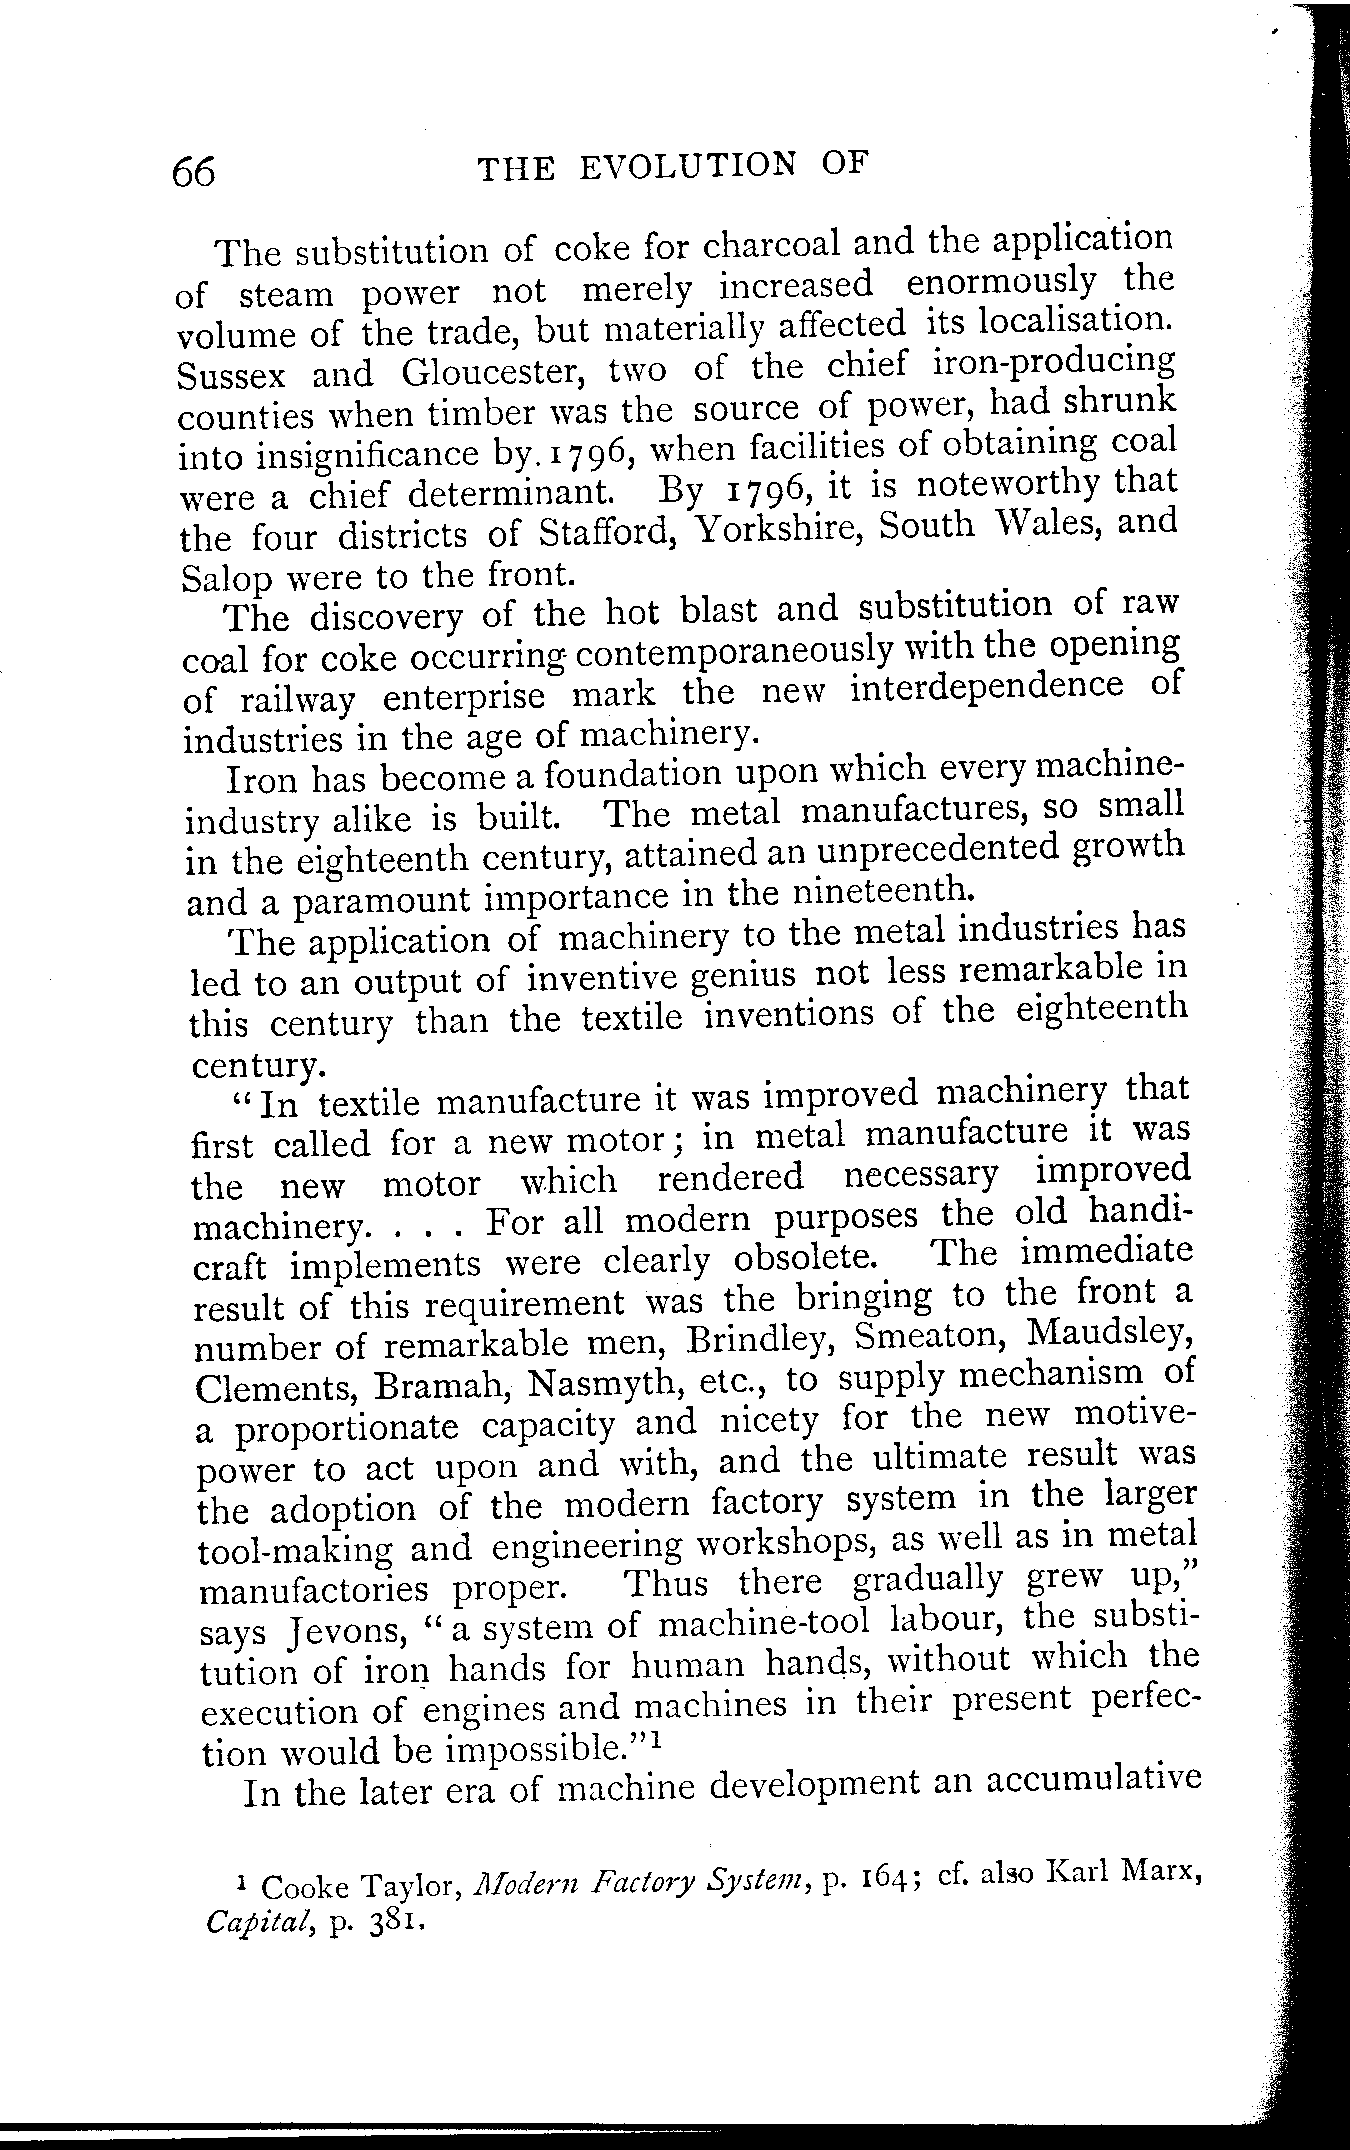 66 THE EVOLUTION OF
The substitution of coke for charcoal and the application
of steam power not merely increased enormously the
volume of the trade, but materially affected its localisation.
Sussex and Gloucester, two of the chief iron-producing
counties when timber was the source of power, had shrunk
into insignificance by 1796, when facilities of obtaining coal
were a chief determinant. By 1796, it is noteworthy that
the four districts of Stafford, Yorkshire, South Wales, and
Salop were to the front.
The discovery of the hot blast and substitution of raw
coal for coke occurring contemporaneously with the opening
of railway enterprise mark the new interdependence of
industries in the age of machinery.
Iron has become a foundation upon which every machine-
industry alike is built. The metal manufactures, so small
in the eighteenth century, attained an unprecedented growth
and a paramount importance in the nineteenth.
The application of machinery to the metal industries has
led to an output of inventive genius not less remarkable in
this century than the textile inventions of the eighteenth
century.
"In textile manufacture it was improved machinery that
first called for a new motor; in metal manufacture it was
the new motor which rendered necessary improved
machinery. . . . For all modern purposes the old handi-
craft implements were clearly obsolete. The immediate
result of this requirement was the bringing to the front a
number of remarkable men, Brindley, Smeaton, Maudsley,
Clements, Bramah, Nasmyth, etc., to supply mechanism of
a proportionate capacity and nicety for the new motive-
power to act upon and with, and the ultimate result was
the adoption of the modern factory system in the larger
tool-making and engineering workshops, as well as in metal
manufactories proper. Thus there gradually grew up,"
says Jevons, "a system of machine-tool labour, the substi-
tution of iron hands for human hands, without which the
execution of engines and machines in their present perfec-
tion would be impossible."¹
In the later era of machine development an accumulative
¹ Cooke Taylor, Modern Factory System, p. 164; cf. also Karl Marx,
Capital, p. 381.